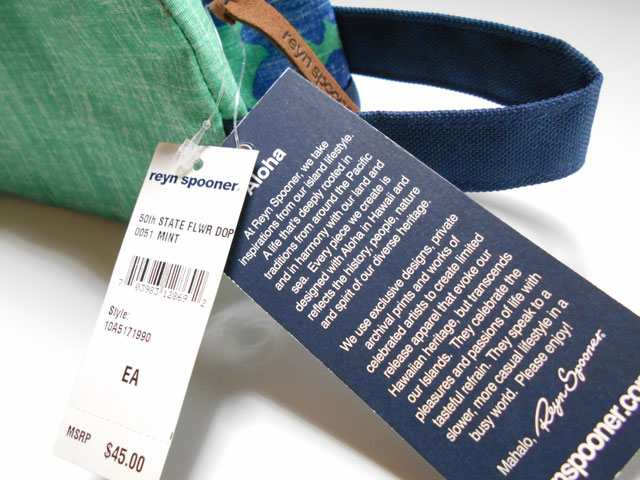 reyn spooner
reyn spooner.
50th STATE FLWR DOP
0051 MINT
7 03983 12869 2
Style:
10A5171990
EA
MSRP $45.00
Aloha
At Reyn Spooner, we take
inspirations from our island lifestyle.
A life that's deeply rooted in
traditions from around the Pacific
and in harmony with our land and
sea. Every piece we create is
designed with Aloha in Hawaii and
reflects the history, people, nature
and spirit of our diverse heritage.
We use exclusive designs, private
archival prints and works of
celebrated artists to create limited
release apparel that evoke our
Hawaiian heritage, but transcends
our islands. They celebrate the
pleasures and passions of life with
tasteful refrain. They speak to a
slower, more casual lifestyle in a
busy world. Please enjoy!
Mahalo, Reyn Spooner.
nspooner.co